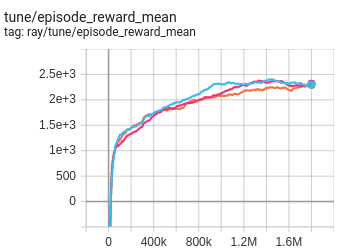 tune/episode_reward_mean
tag: ray/tune/episode_reward_mean
2.5e+3
2e+3
1.5e+3
1e+3
500
0
0 400k 800k 1.2M 1.6M